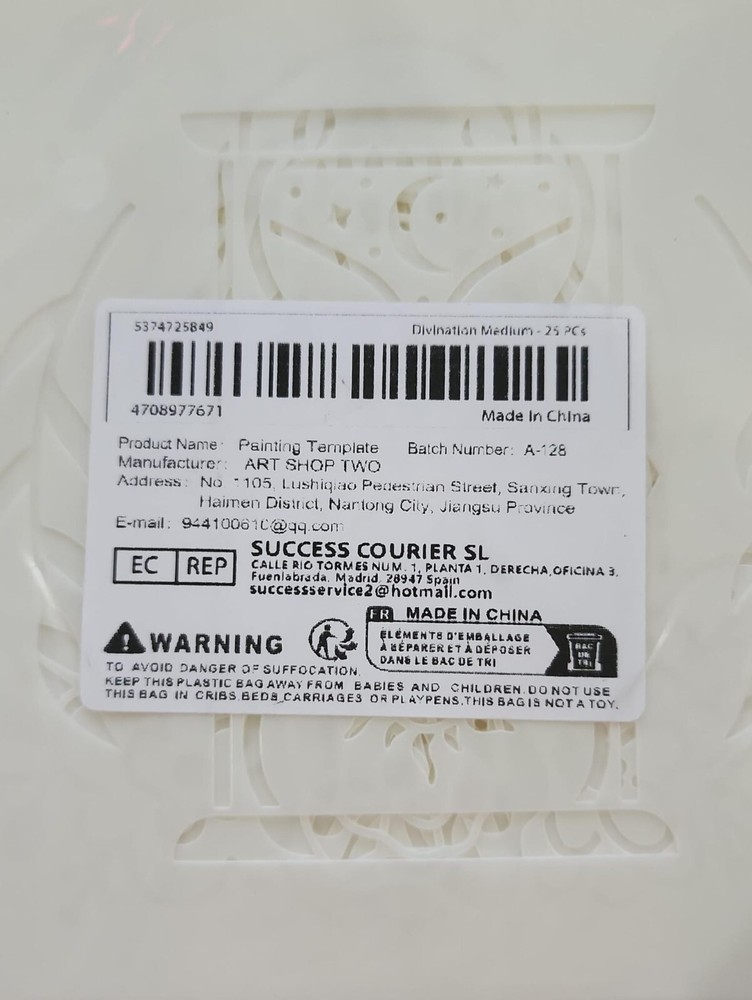 5374725849 Divination Medium - 25 PCs
4708977671 Made In China
Product Name: Painting Template Batch Number: A-128
Manufacturer: ART SHOP TWO
Address: No. 1105, Lushiqiao Pedestrian Street, Sanxing Town,
Haimen District, Nantong City, Jiangsu Province
E-mail: 944100610@qq.com
EC REP
SUCCESS COURIER SL
CALLE RIO TORMES NUM. 1, PLANTA 1, DERECHA,OFICINA 3,
Fuenlabrada, Madrid, 28947 Spain
successservice2@hotmail.com
FR MADE IN CHINA
WARNING
ÉLÉMENTS D'EMBALLAGE
À SÉPARER ET À DÉPOSER
DANS LE BAC DE TRI
BAC
DE
TRI
TO AVOID DANGER OF SUFFOCATION,
KEEP THIS PLASTIC BAG AWAY FROM BABIES AND CHILDREN.DO NOT USE
THIS BAG IN CRIBS,BEDS,CARRIAGES OR PLAYPENS.THIS BAG IS NOT A TOY.